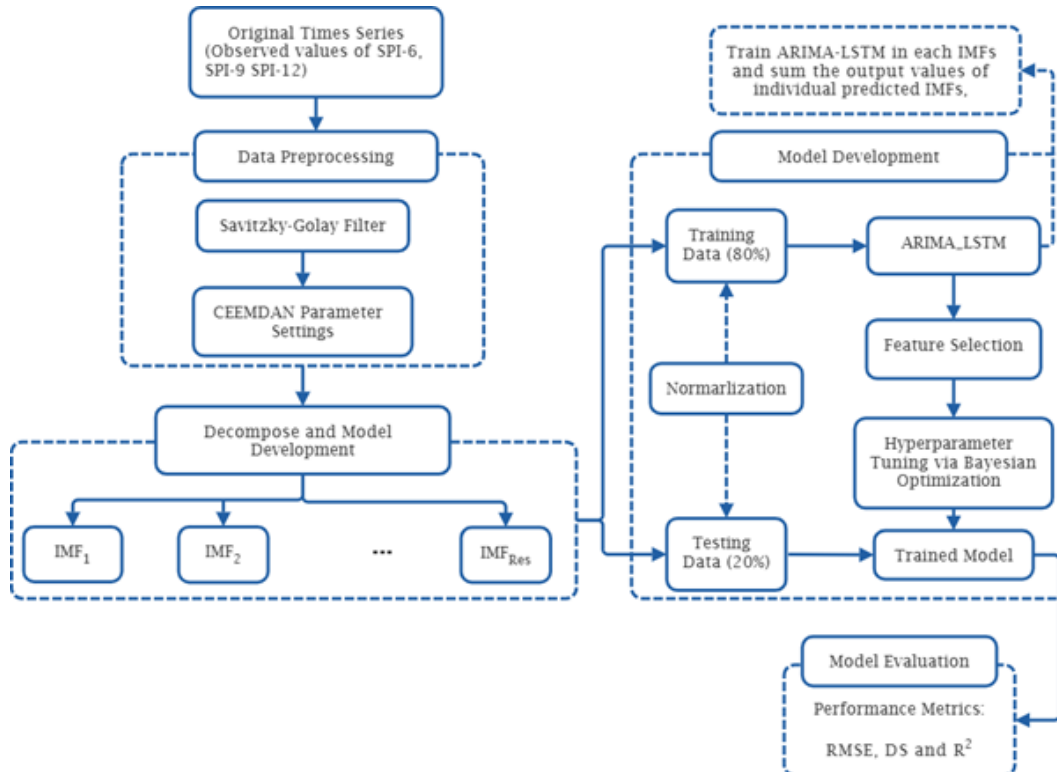 Original Times Series
(Observed values of SPI-6,
SPI-9 SPI-12)
Data Preprocessing
Savitzky-Golay Filter
CEEMDAN Parameter
Settings
Decompose and Model
Development
IMF1
IMF2
...
IMFRes
Train ARIMA-LSTM in each IMFs
and sum the output values of
individual predicted IMFs,
Model Development
Training
Data (80%)
ARIMA_LSTM
Feature Selection
Normarlization
Hyperparameter
Tuning via Bayesian
Optimization
Testing
Data (20%)
Trained Model
Model Evaluation
Performance Metrics:
RMSE, DS and R²